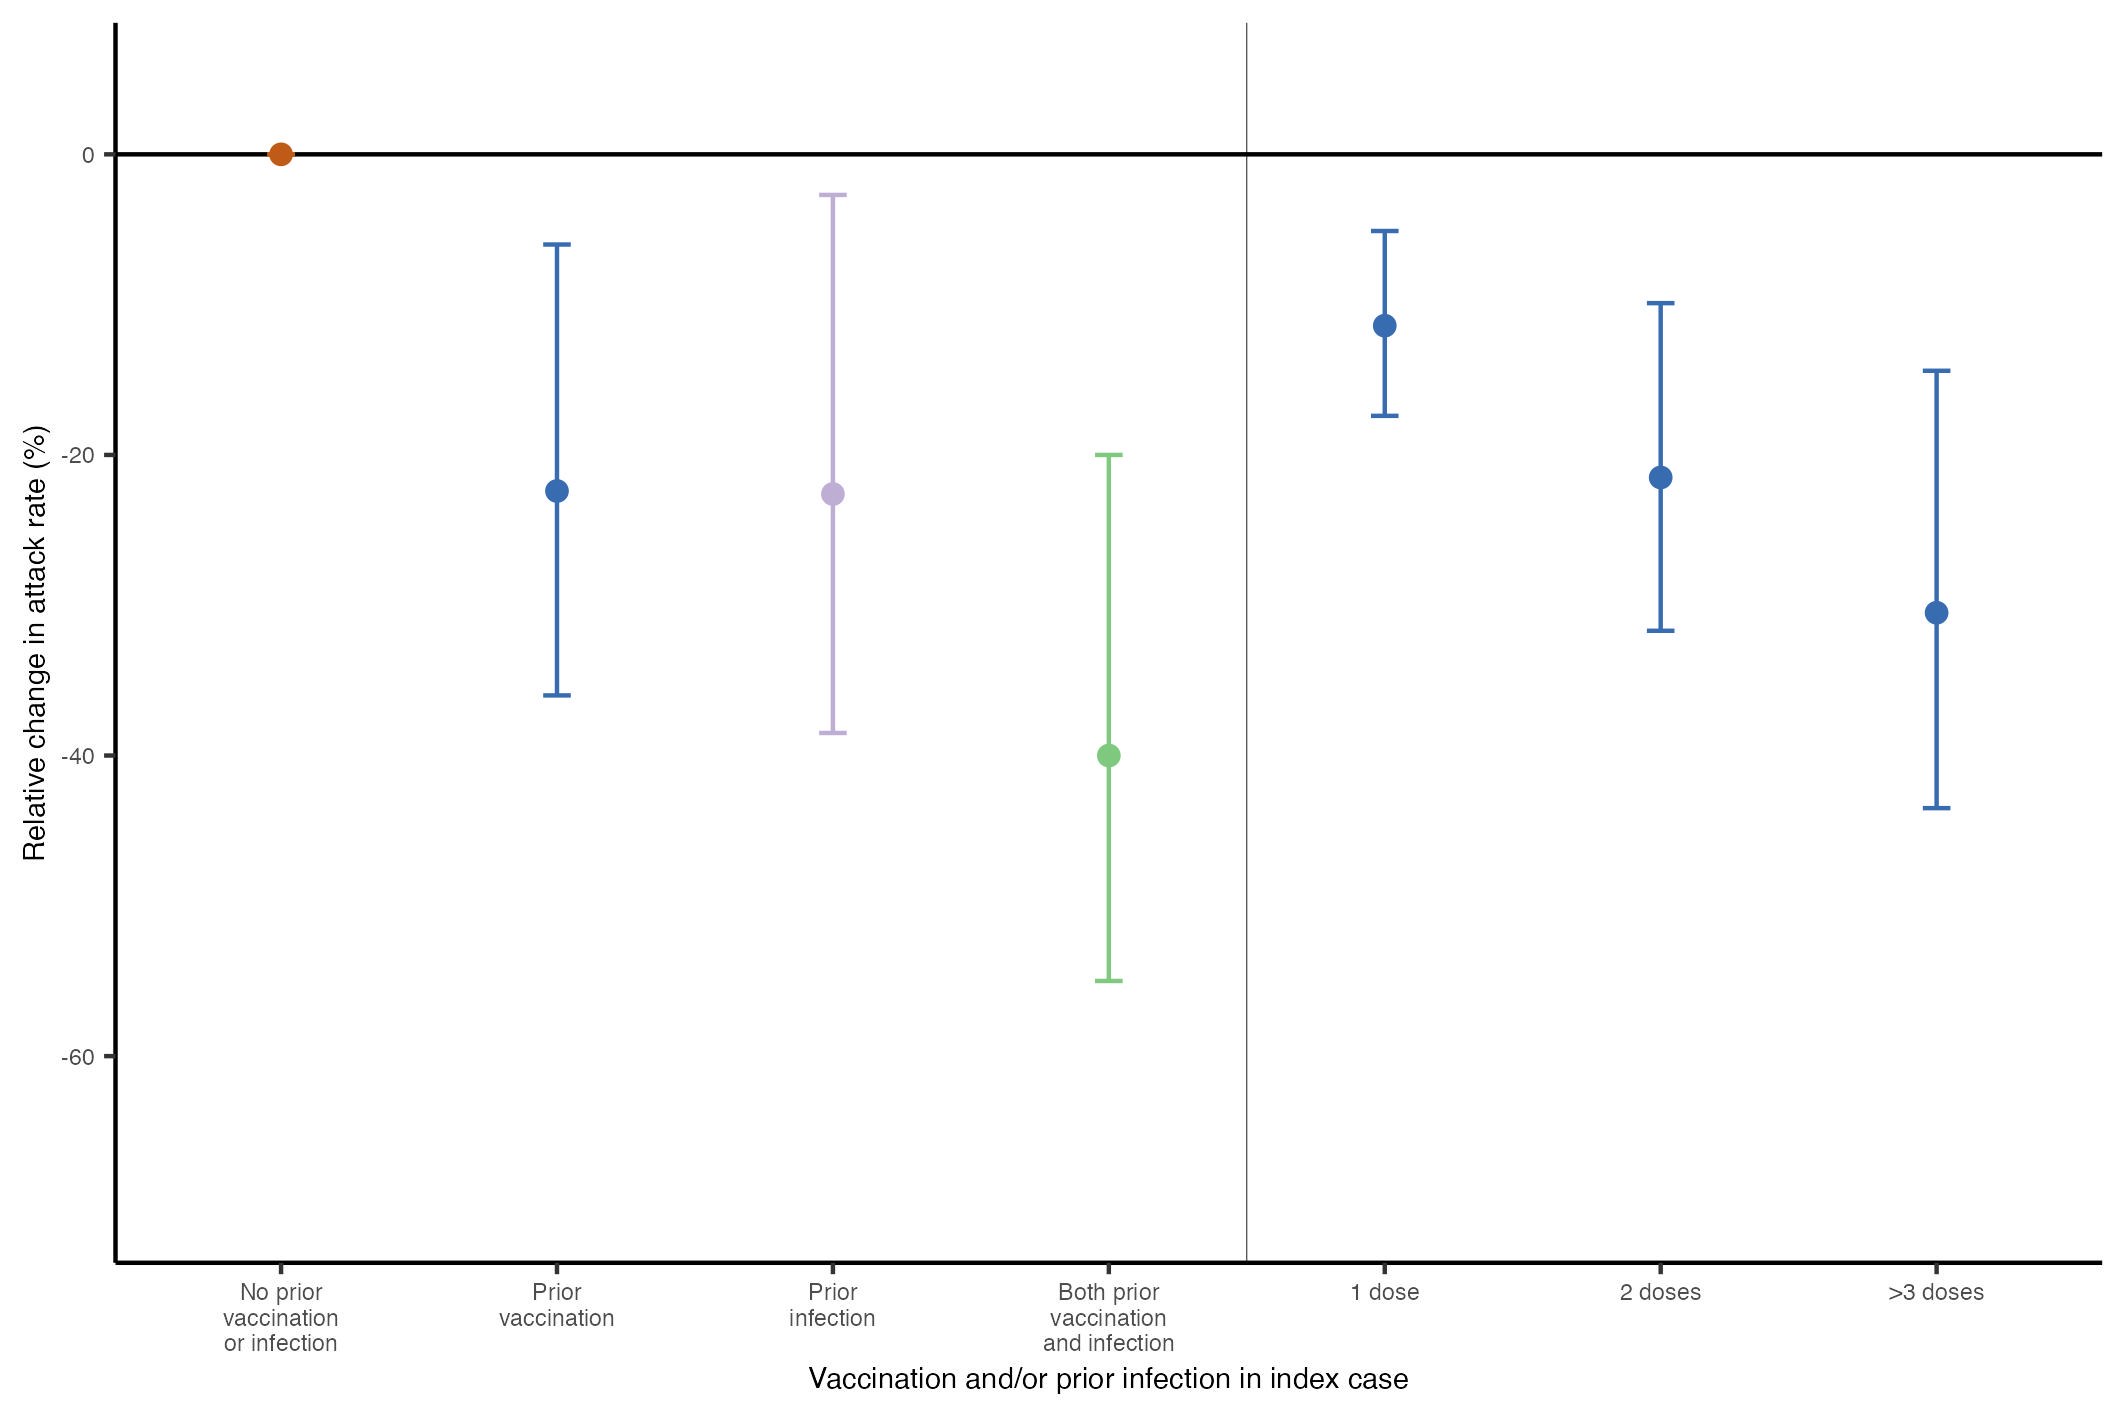 Relative change in attack rate (%)
0
-20
-40
-60
No prior
vaccination
or infection
Prior
vaccination
Prior
infection
Both prior
vaccination
and infection
1 dose
2 doses
>3 doses
Vaccination and/or prior infection in index case